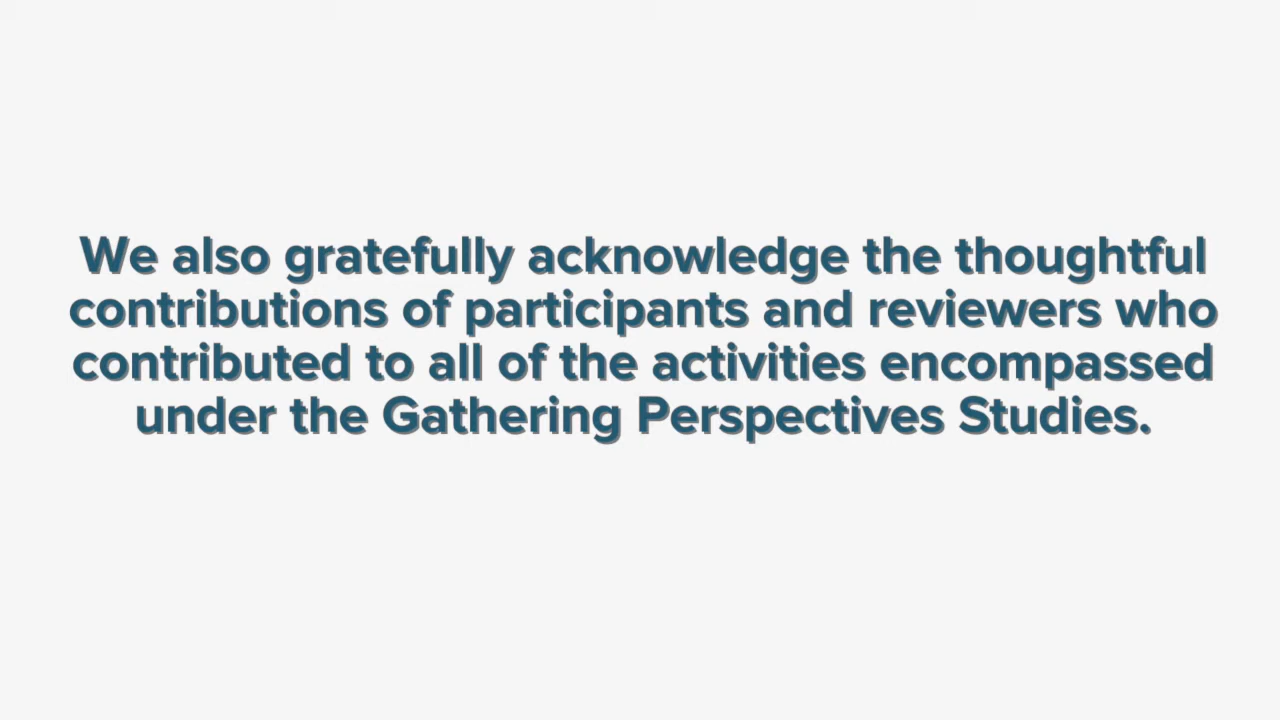 We also gratefully acknowledge the thoughtful
contributions of participants and reviewers who
contributed to all of the activities encompassed
under the Gathering Perspectives Studies.